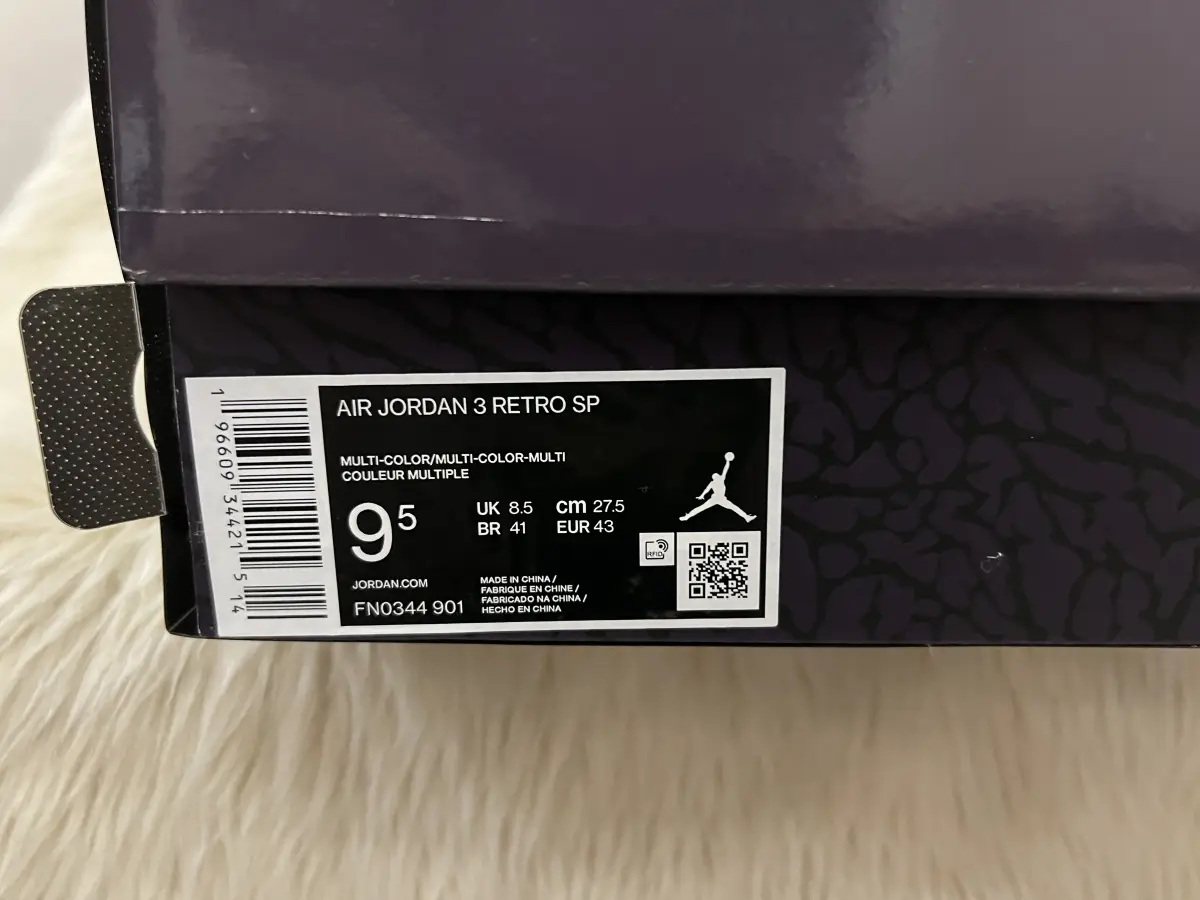 AIR JORDAN 3 RETRO SP
MULTI-COLOR/MULTI-COLOR-MULTI
COULEUR MULTIPLE
9 5
UK 8.5 cm 27.5
BR 41 EUR 43
RFID
JORDAN.COM
FN0344 901
MADE IN CHINA /
FABRIQUE EN CHINE /
FABRICADO NA CHINA /
HECHO EN CHINA
1 96609 34421 5 14